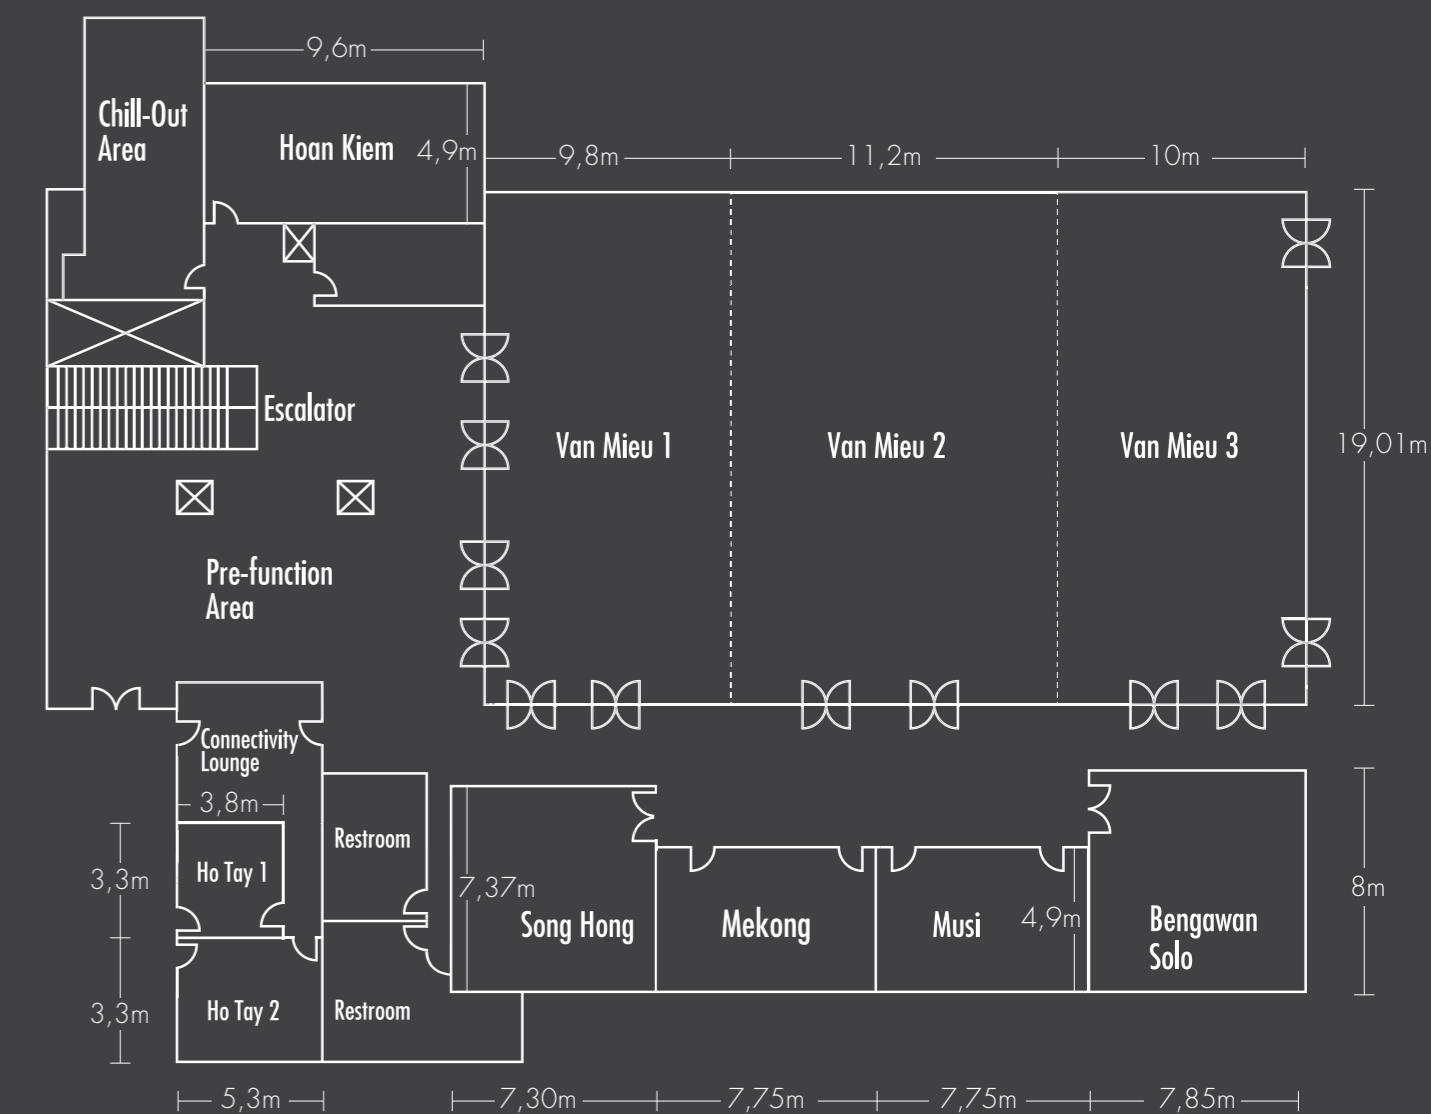 9,6m
Chill-Out
Area
Hoan Kiem
4,9m
9,8m
11,2m
10m
Escalator
Van Mieu 1
Van Mieu 2
Van Mieu 3
19,01m
Pre-function
Area
Connectivity
Lounge
3,8m
Restroom
3,3m
Ho Tay 1
7,37m
8m
Song Hong
Mekong
Musi
4,9m
Bengawan
Solo
3,3m
Ho Tay 2
Restroom
5,3m
7,30m
7,75m
7,75m
7,85m